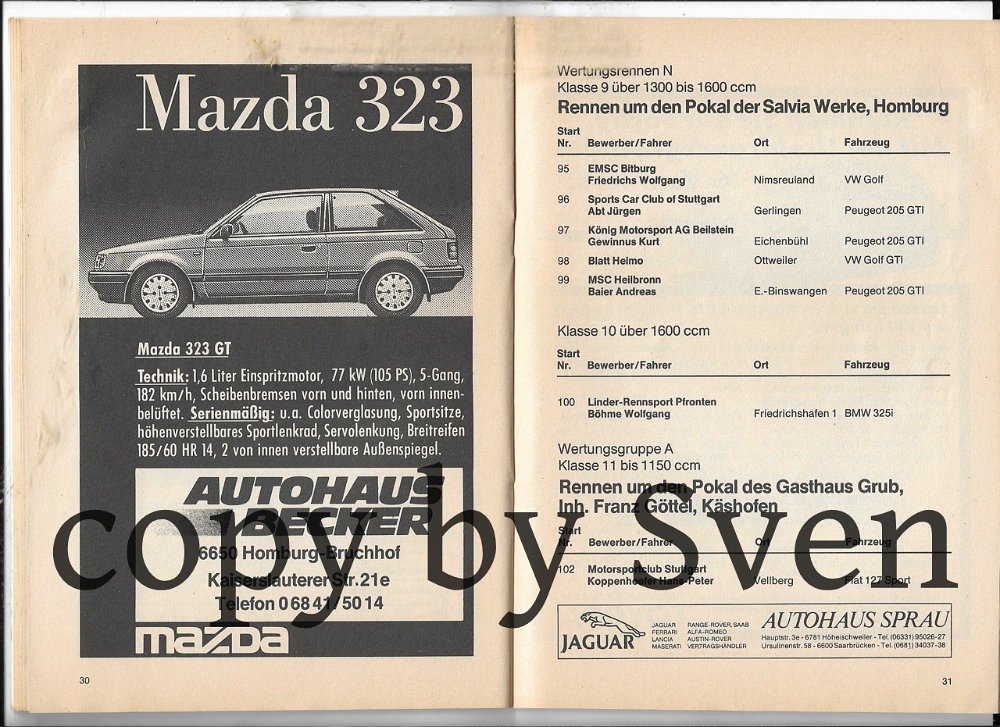 Mazda 323
Mazda 323 GT
Technik: 1,6 Liter Einspritzmotor, 77 kW (105 PS), 5-Gang,
182 km/h, Scheibenbremsen vorn und hinten, vorn innen-
belüftet. Serienmäßig: u.a. Colorverglasung, Sportsitze,
höhenverstellbares Sportlenkrad, Servolenkung, Breitreifen
185/60 HR 14, 2 von innen verstellbare Außenspiegel.
AUTOHAUS
BECKER
6650 Homburg-Bruchhof
Kaiserslauterer Str. 21e
Telefon 0 68 41/50 14
mazda
30
Wertungsrennen N
Klasse 9 über 1300 bis 1600 ccm
Rennen um den Pokal der Salvia Werke, Homburg
Start
Nr. Bewerber/Fahrer Ort Fahrzeug
95 EMSC Bitburg
Friedrichs Wolfgang Nimsreuland VW Golf
96 Sports Car Club of Stuttgart
Abt Jürgen Gerlingen Peugeot 205 GTI
97 König Motorsport AG Beilstein
Gewinnus Kurt Eichenbühl Peugeot 205 GTI
98 Blatt Heimo Ottweiler VW Golf GTI
99 MSC Heilbronn
Baier Andreas E.-Binswangen Peugeot 205 GTI
Klasse 10 über 1600 ccm
Start
Nr. Bewerber/Fahrer Ort Fahrzeug
100 Linder-Rennsport Pfronten
Böhme Wolfgang Friedrichshafen 1 BMW 325i
Wertungsgruppe A
Klasse 11 bis 1150 ccm
Rennen um den Pokal des Gasthaus Grub,
Inh. Franz Göttel, Käshofen
Start
Nr. Bewerber/Fahrer Ort Fahrzeug
102 Motorsportclub Stuttgart
Koppenhoefer Hans-Peter Vellberg Fiat 127 Sport
JAGUAR
JAGUAR RANGE-ROVER, SAAB
FERRARI ALFA-ROMEO
LANCIA AUSTIN-ROVER
MASERATI VERTRAGSHÄNDLER
AUTOHAUS SPRAU
Hauptstr. 3e - 6781 Höheischweiler - Tel. (06331) 95026-27
Ursulinenstr. 58 - 6600 Saarbrücken - Tel. (0681) 34037-38
31
copy by Sven